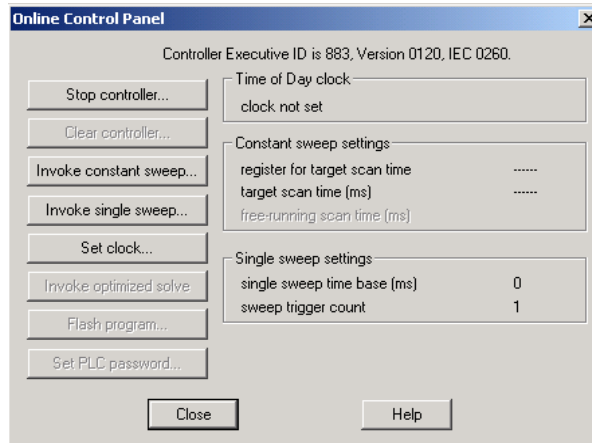 Online Control Panel
Controller Executive ID is 883, Version 0120, IEC 0260.
Stop controller...
Clear controller...
Invoke constant sweep...
Invoke single sweep...
Set clock...
Invoke optimized solve
Flash program...
Set PLC password...
Time of Day clock
clock not set
Constant sweep settings
register for target scan time ------
target scan time (ms) ------
free-running scan time (ms)
Single sweep settings
single sweep time base (ms) 0
sweep trigger count 1
Close
Help